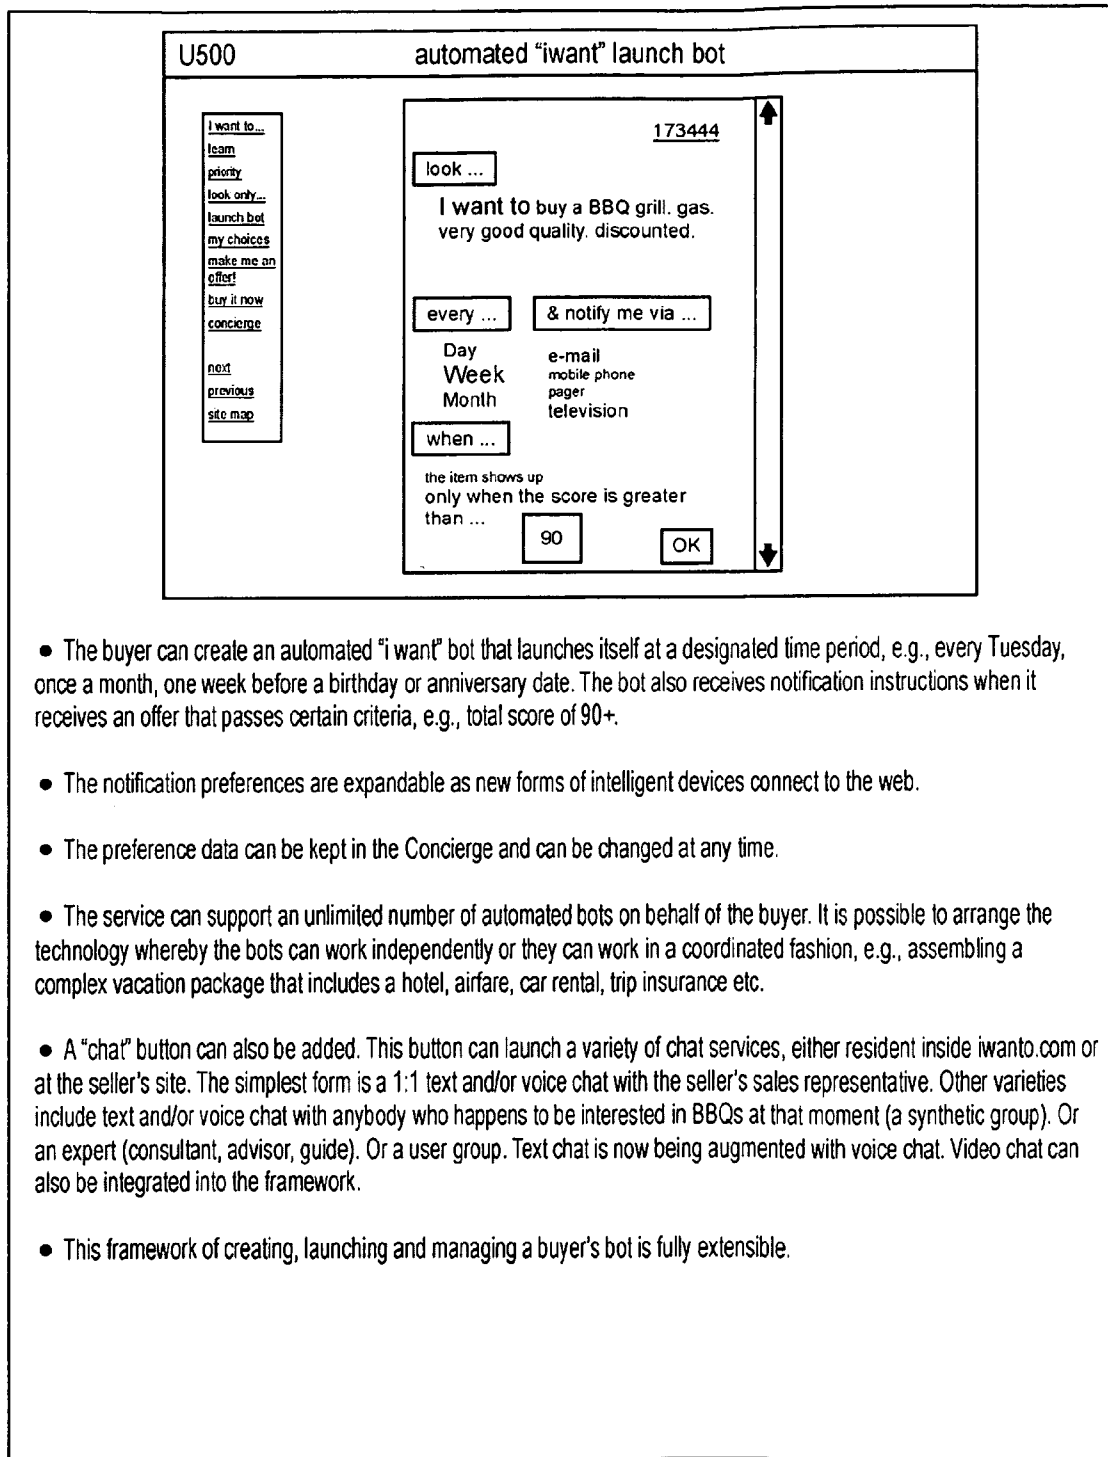 U500
automated "iwant" launch bot
I want to...
learn
priority
look only...
launch bot
my choices
make me an
offer!
buy it now
concierge
next
previous
site map
173444
look ...
I want to buy a BBQ grill. gas.
very good quality. discounted.
every ...
& notify me via ...
Day
Week
Month
e-mail
mobile phone
pager
television
when ...
the item shows up
only when the score is greater
than ...
90
OK
● The buyer can create an automated "i want" bot that launches itself at a designated time period, e.g., every Tuesday,
once a month, one week before a birthday or anniversary date. The bot also receives notification instructions when it
receives an offer that passes certain criteria, e.g., total score of 90+.
● The notification preferences are expandable as new forms of intelligent devices connect to the web.
● The preference data can be kept in the Concierge and can be changed at any time.
● The service can support an unlimited number of automated bots on behalf of the buyer. It is possible to arrange the
technology whereby the bots can work independently or they can work in a coordinated fashion, e.g., assembling a
complex vacation package that includes a hotel, airfare, car rental, trip insurance etc.
● A "chat" button can also be added. This button can launch a variety of chat services, either resident inside iwanto.com or
at the seller's site. The simplest form is a 1:1 text and/or voice chat with the seller's sales representative. Other varieties
include text and/or voice chat with anybody who happens to be interested in BBQs at that moment (a synthetic group). Or
an expert (consultant, advisor, guide). Or a user group. Text chat is now being augmented with voice chat. Video chat can
also be integrated into the framework.
● This framework of creating, launching and managing a buyer's bot is fully extensible.